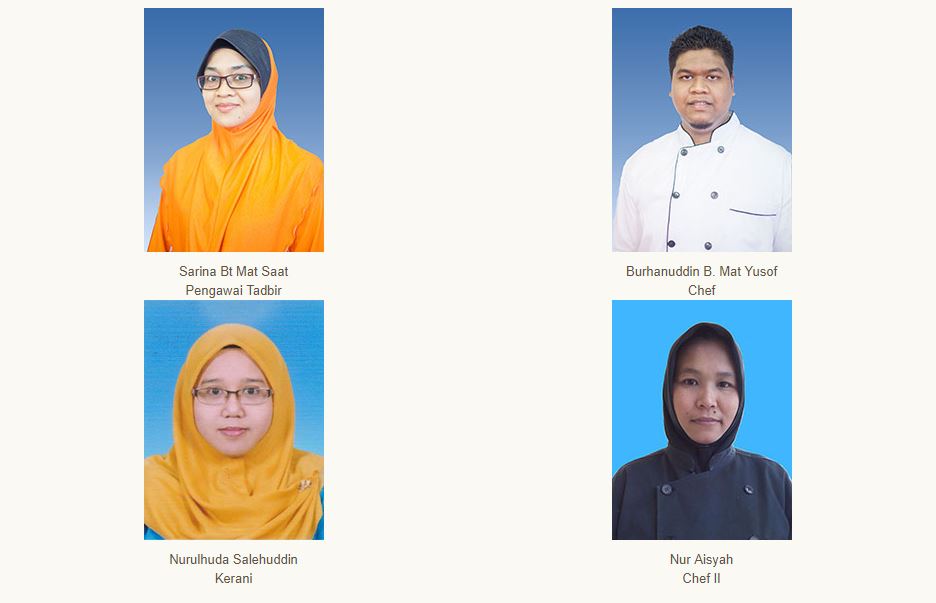 Sarina Bt Mat Saat
Pengawai Tadbir
Burhanuddin B. Mat Yusof
Chef
Nurulhuda Salehuddin
Kerani
Nur Aisyah
Chef II